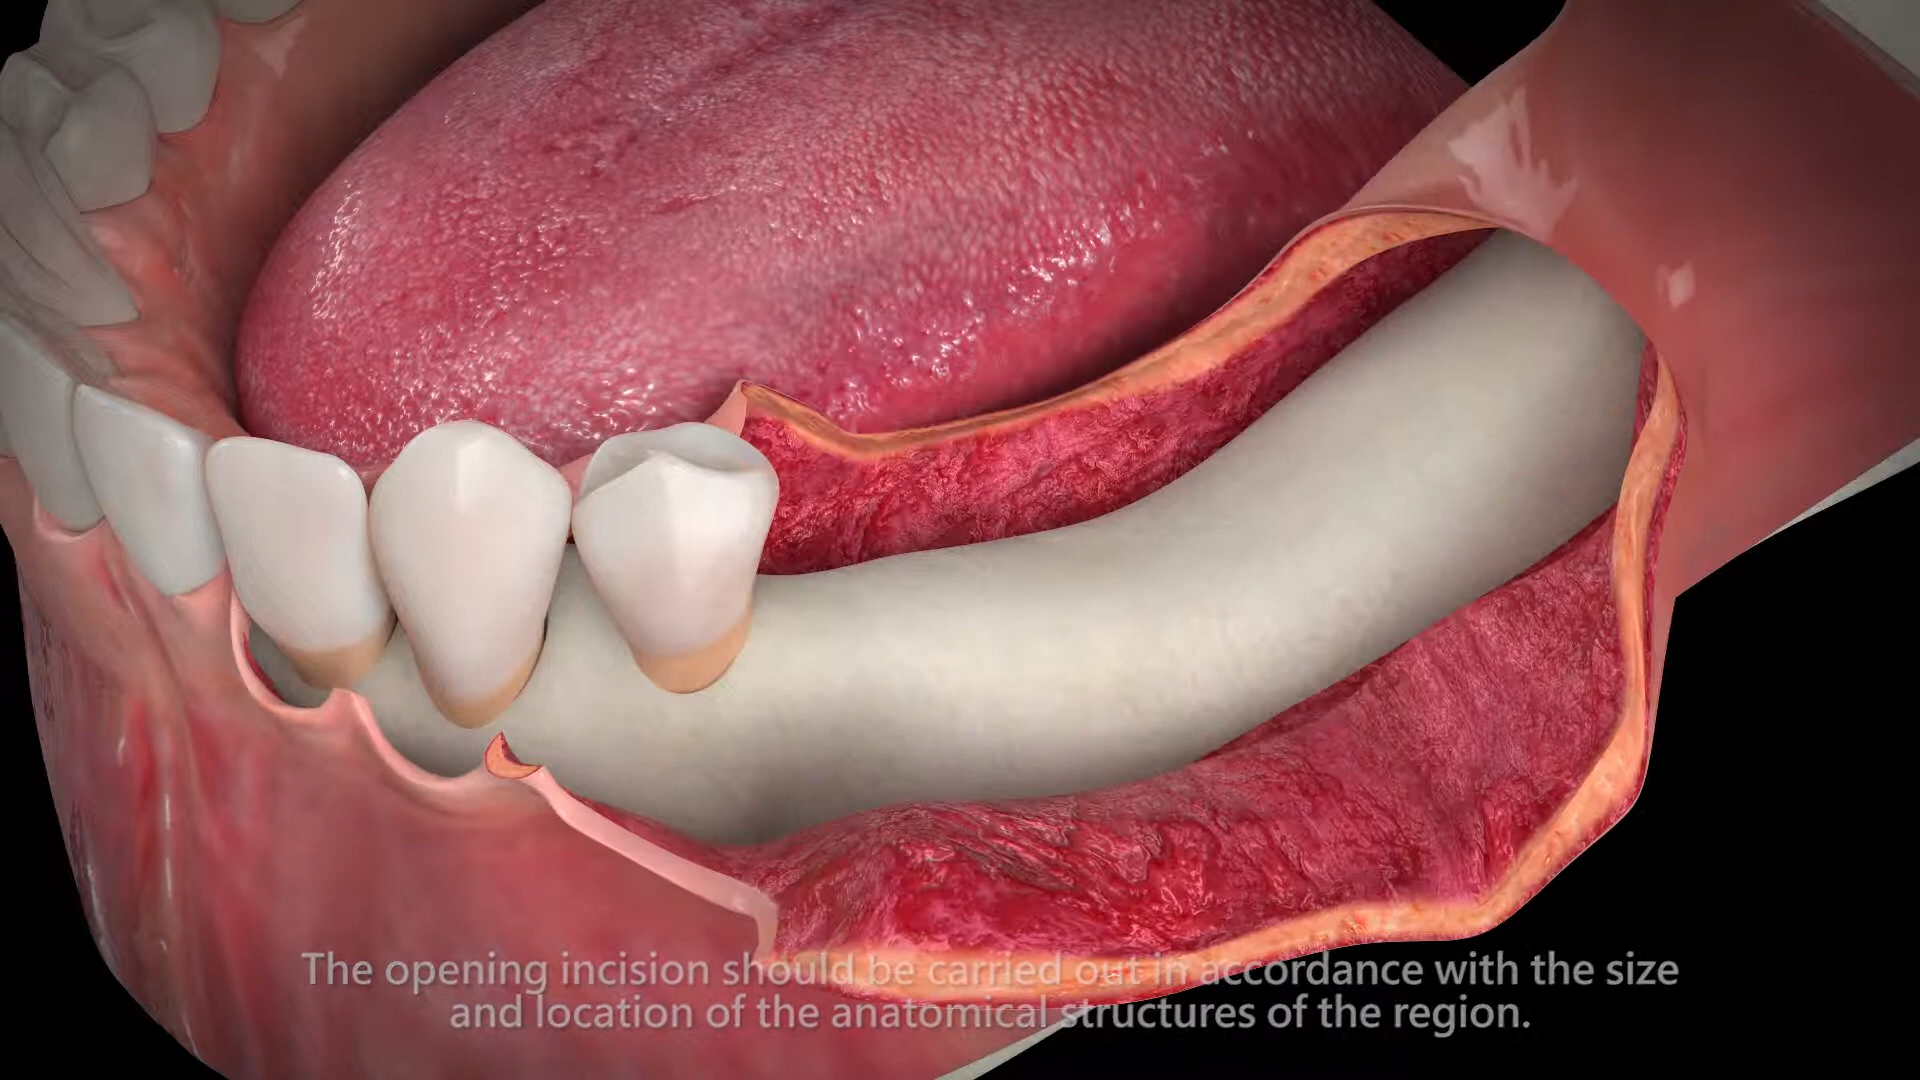 The opening incision should be carried out in accordance with the size
and location of the anatomical structures of the region.